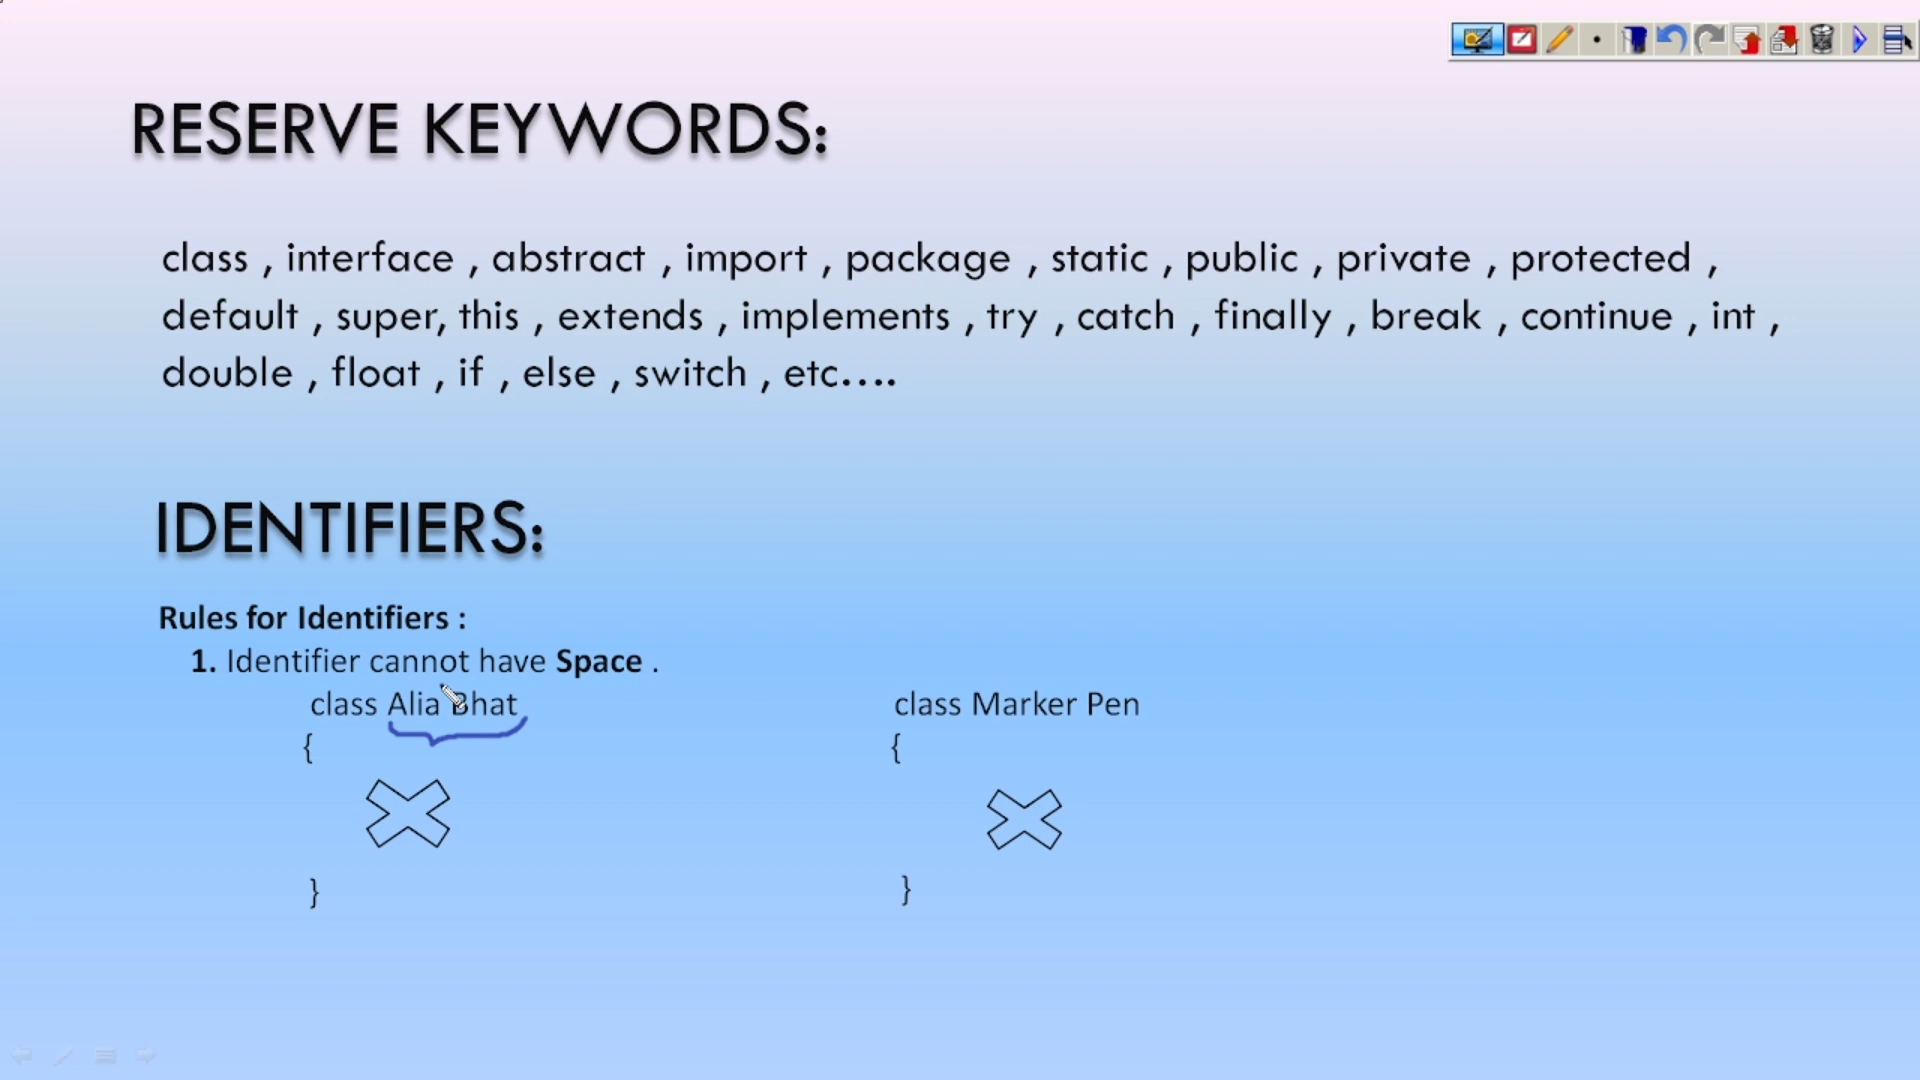 RESERVE KEYWORDS:
class , interface , abstract , import , package , static , public , private , protected ,
default , super, this , extends , implements , try , catch , finally , break , continue , int ,
double , float , if , else , switch , etc....
IDENTIFIERS:
Rules for Identifiers :
1. Identifier cannot have Space .
class Alia Bhat
{
}
class Marker Pen
{
}